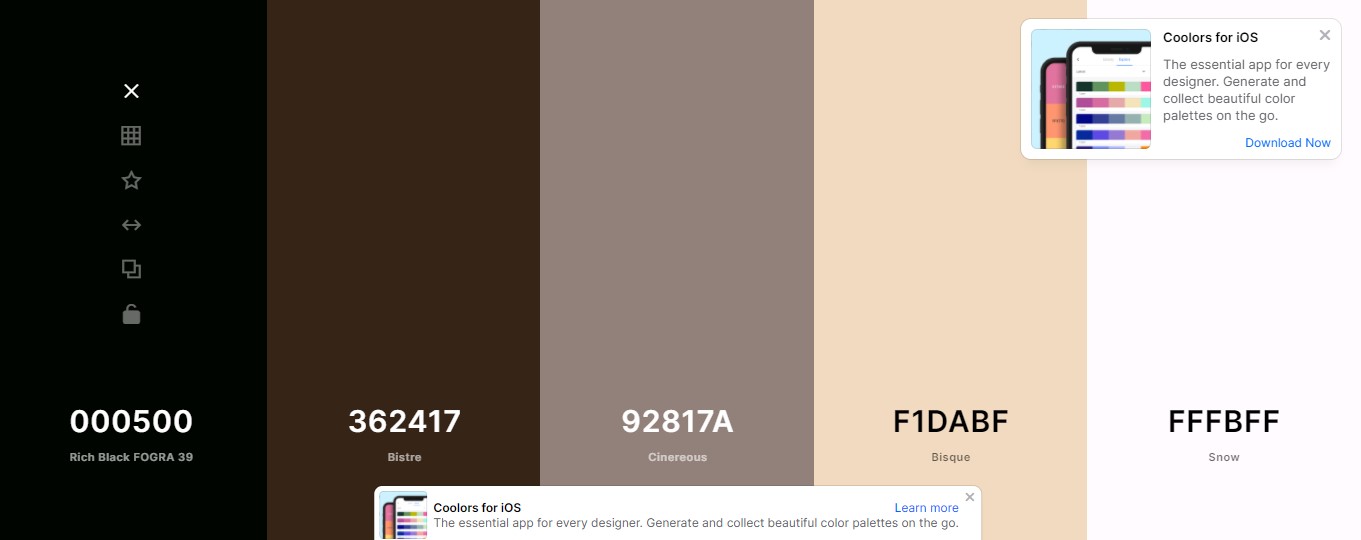 Coolors for iOS
The essential app for every
designer. Generate and
collect beautiful color
palettes on the go.
Download Now
000500
362417
92817A
F1DABF
FFFBFF
Rich Black FOGRA 39
Bistre
Cinereous
Bisque
Snow
Coolors for iOS
Learn more
The essential app for every designer. Generate and collect beautiful color palettes on the go.